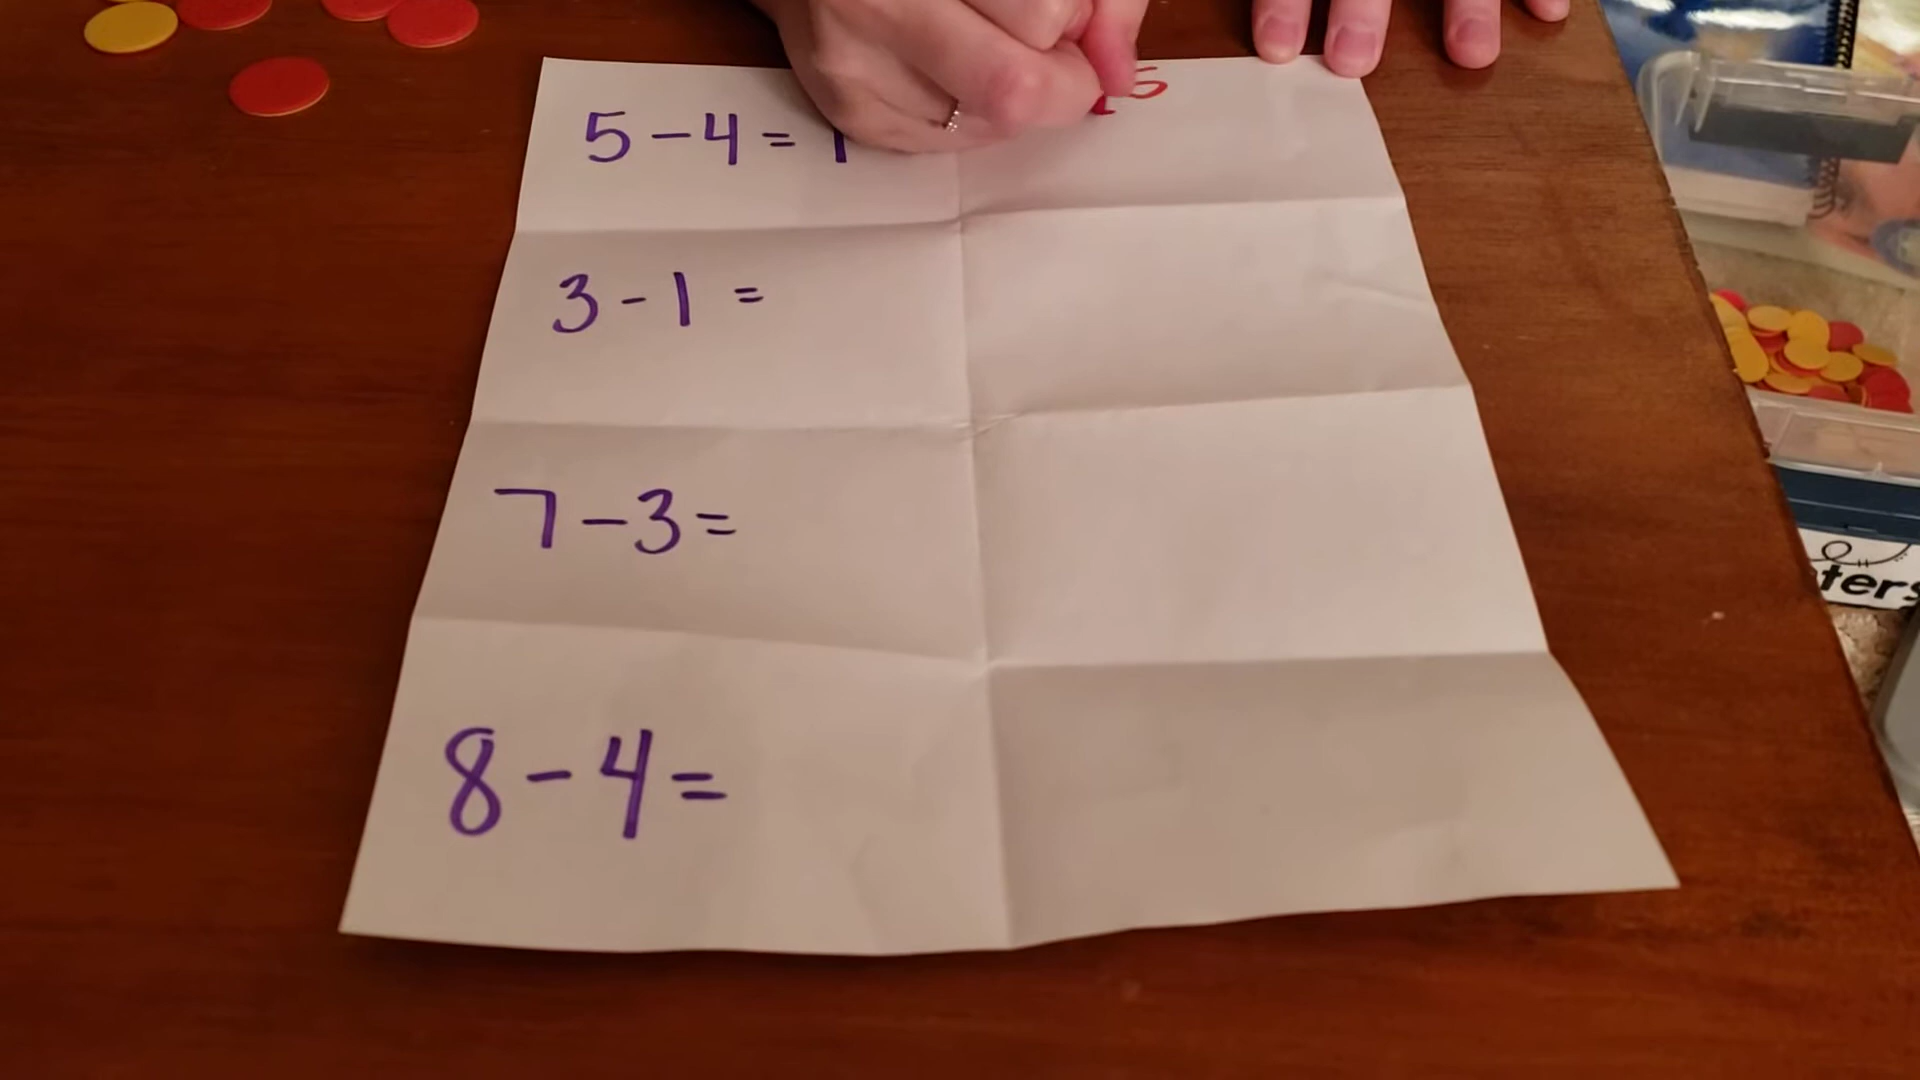 5-4=1
3-1=
7-3=
8-4=